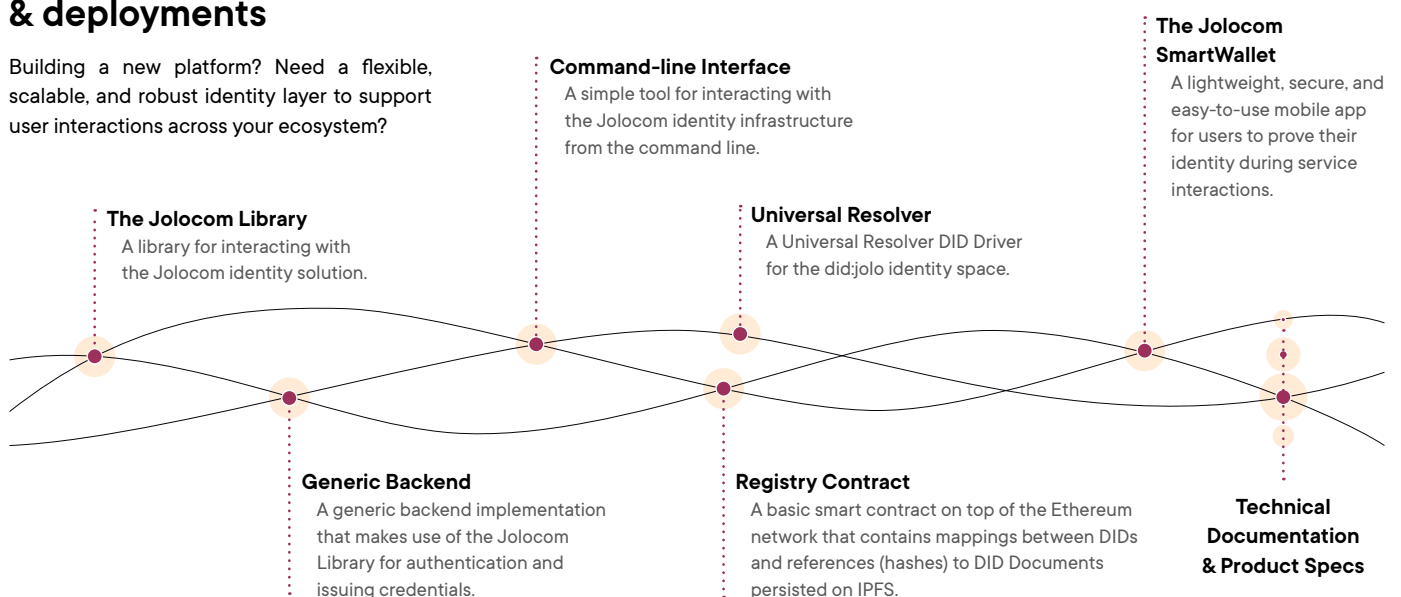 & deployments
Building a new platform? Need a flexible,
scalable, and robust identity layer to support
user interactions across your ecosystem?
The Jolocom Library
A library for interacting with
the Jolocom identity solution.
Generic Backend
A generic backend implementation
that makes use of the Jolocom
Library for authentication and
issuing credentials.
Command-line Interface
A simple tool for interacting with
the Jolocom identity infrastructure
from the command line.
Universal Resolver
A Universal Resolver DID Driver
for the did:jolo identity space.
Registry Contract
A basic smart contract on top of the Ethereum
network that contains mappings between DIDs
and references (hashes) to DID Documents
persisted on IPFS.
The Jolocom
SmartWallet
A lightweight, secure, and
easy-to-use mobile app
for users to prove their
identity during service
interactions.
Technical
Documentation
& Product Specs